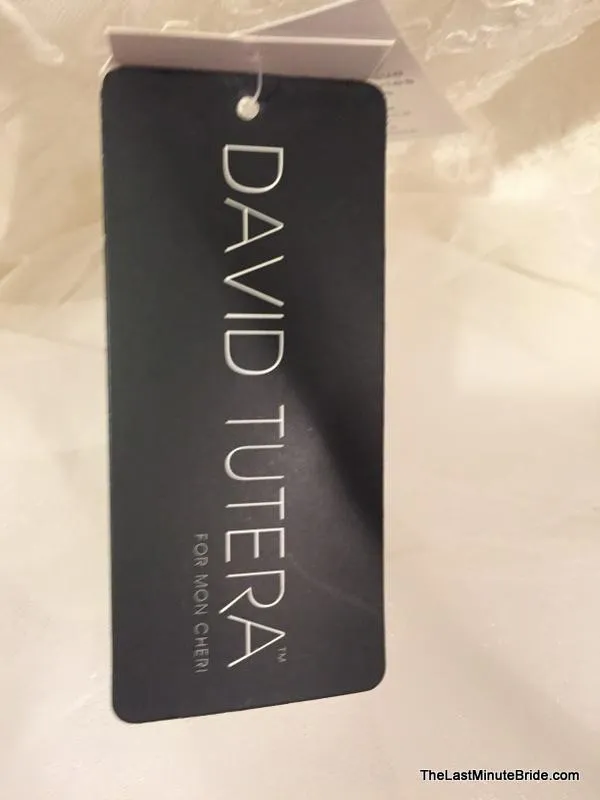 DAVID TUTERA™
FOR MON CHERI
TheLastMinuteBride.com